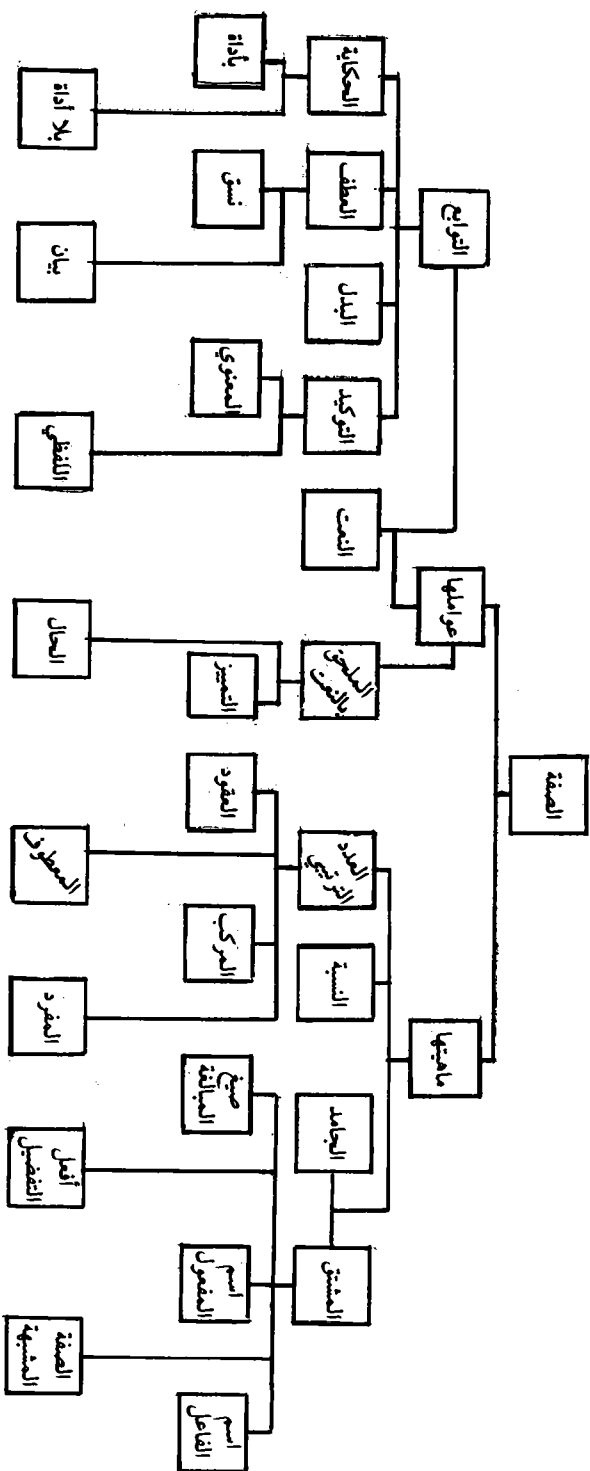 الصفة
ماهيتها
عواملها
التوابع
المشتق
الجامد
النسبة
العدد
الترتيبي
الملحق
بالنعت
النعت
التوكيد
البدل
العطف
الحكاية
اسم
الفاعل
الصفة
المشبهة
اسم
المفعول
أفعل
التفضيل
صيغ
المبالغة
المفرد
المركب
المعطوف
العقود
التمييز
الحال
اللفظي
المعنوي
بيان
نسق
بلا أداة
بأداة